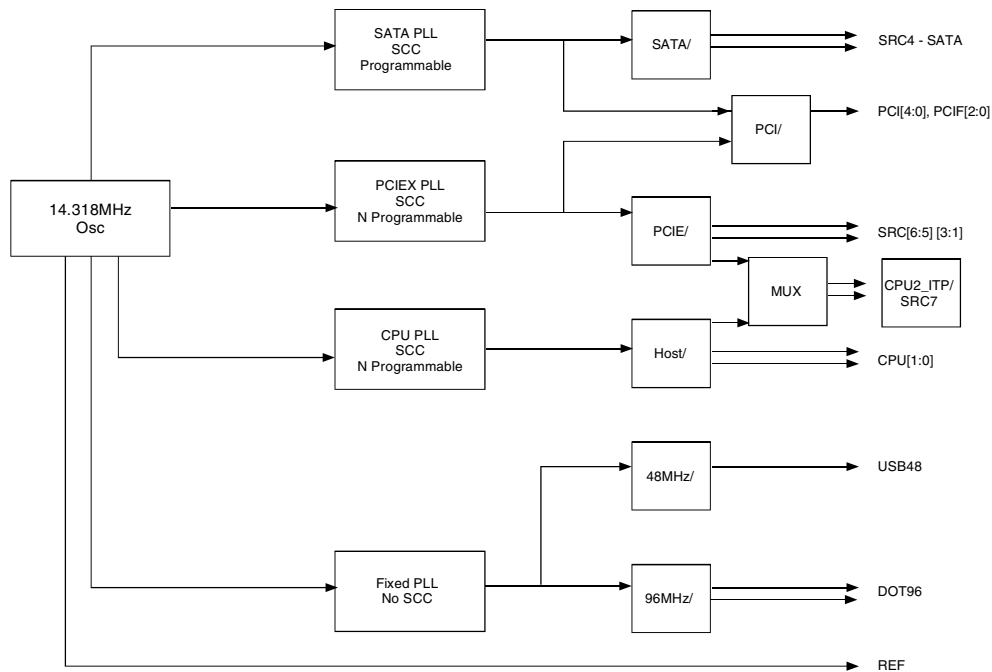 SATA PLL
SCC
Programmable
SATA/
SRC4 - SATA
PCI/
PCI[4:0], PCIF[2:0]
14.318MHz
Osc
PCIEX PLL
SCC
N Programmable
PCIE/
SRC[6:5] [3:1]
MUX
CPU2_ITP/
SRC7
CPU PLL
SCC
N Programmable
Host/
CPU[1:0]
48MHz/
USB48
Fixed PLL
No SCC
96MHz/
DOT96
REF